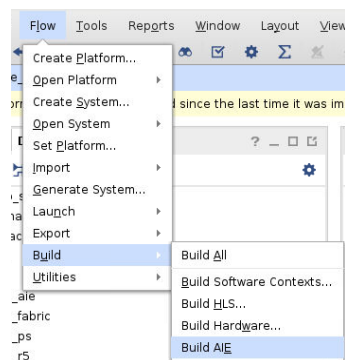 Flow Tools Reports Window Layout View
Create Platform...
Open Platform
Create System...
since the last time it was im
Open System
Set Platform...
Import
Generate System...
Launch
Export
Build
Build All
Utilities
Build Software Contexts...
_aie
Build HLS...
_fabric
Build Hardware...
_ps
Build AIE
_r5